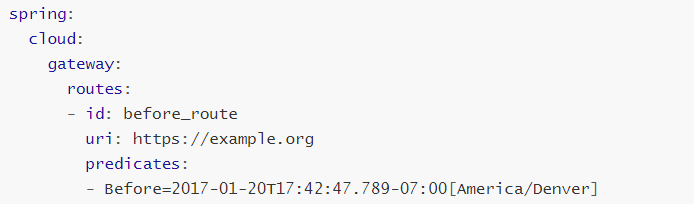 spring:
  cloud:
    gateway:
      routes:
      - id: before_route
        uri: https://example.org
        predicates:
        - Before=2017-01-20T17:42:47.789-07:00[America/Denver]